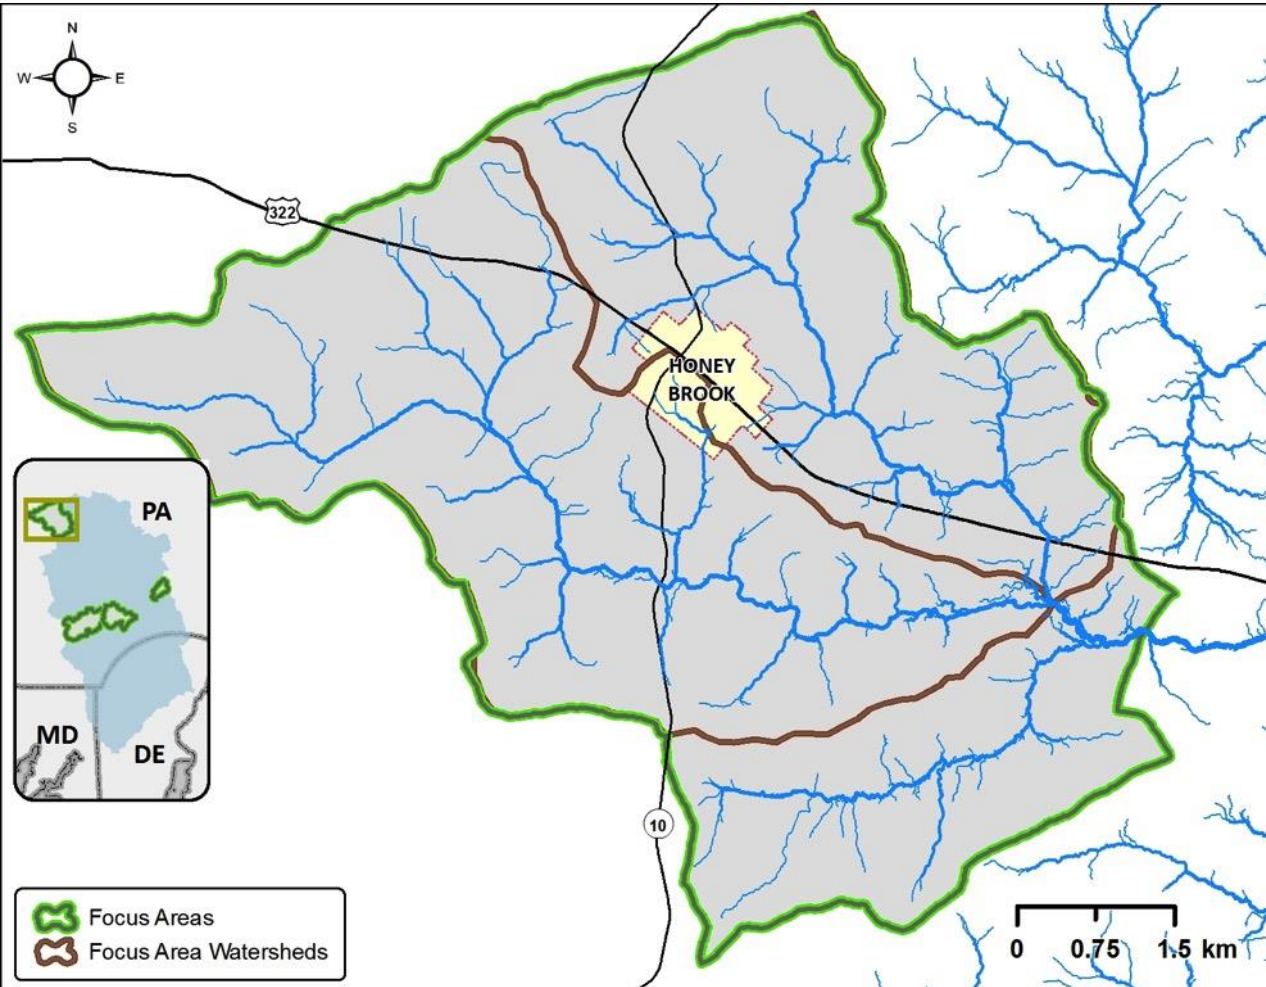 N
W E
S
322
HONEY
BROOK
PA
MD
DE
10
Focus Areas
Focus Area Watersheds
0 0.75 1.5 km